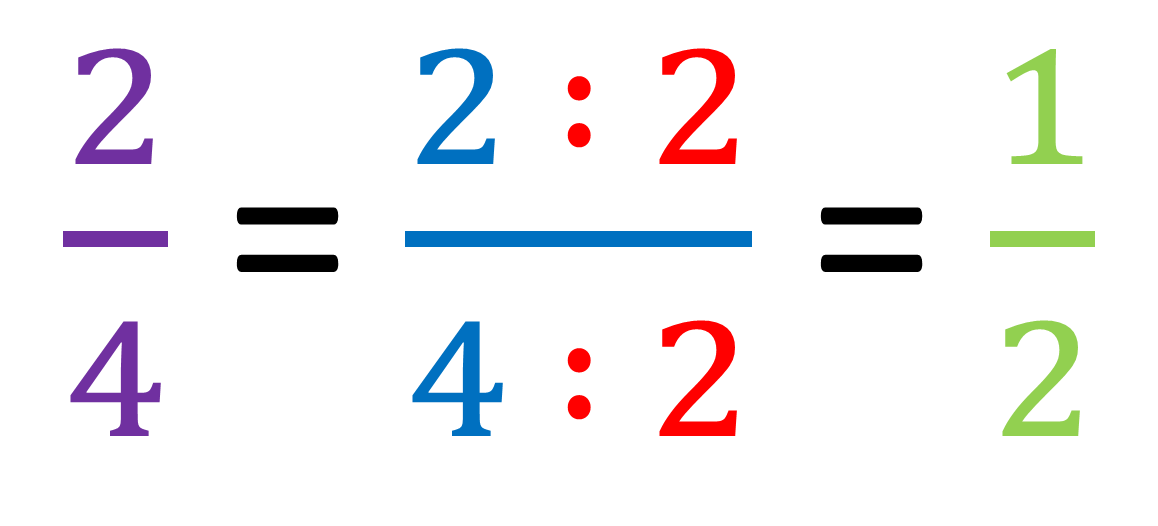 2/4 = (2 : 2)/(4 : 2) = 1/2